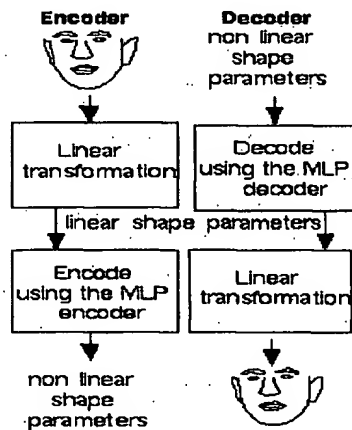 Encoder
Linear
transformation
linear shape parameters
Encode
using the MLP
encoder
non linear
shape
parameters
Decoder
non linear
shape
parameters
Decode
using the MLP
decoder
Linear
transformation